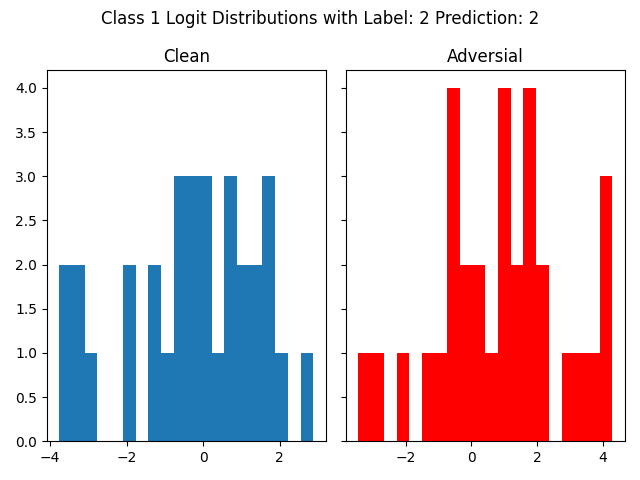 Class 1 Logit Distributions with Label: 2 Prediction: 2
Clean
Adversial
4.0
3.5
3.0
2.5
2.0
1.5
1.0
0.5
0.0
−4 −2 0 2
−2 0 2 4